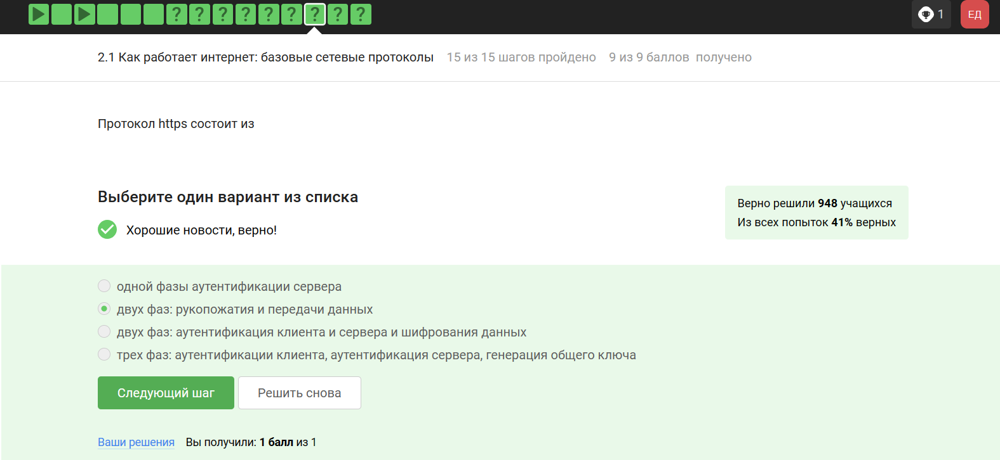 ? ? ? ? ? ? ? ? ? 1 ЕД
2.1 Как работает интернет: базовые сетевые протоколы 15 из 15 шагов пройдено 9 из 9 баллов получено
Протокол https состоит из
Выберите один вариант из списка
Хорошие новости, верно!
Верно решили 948 учащихся
Из всех попыток 41% верных
одной фазы аутентификации сервера
двух фаз: рукопожатия и передачи данных
двух фаз: аутентификация клиента и сервера и шифрования данных
трех фаз: аутентификации клиента, аутентификация сервера, генерация общего ключа
Следующий шаг Решить снова
Ваши решения Вы получили: 1 балл из 1